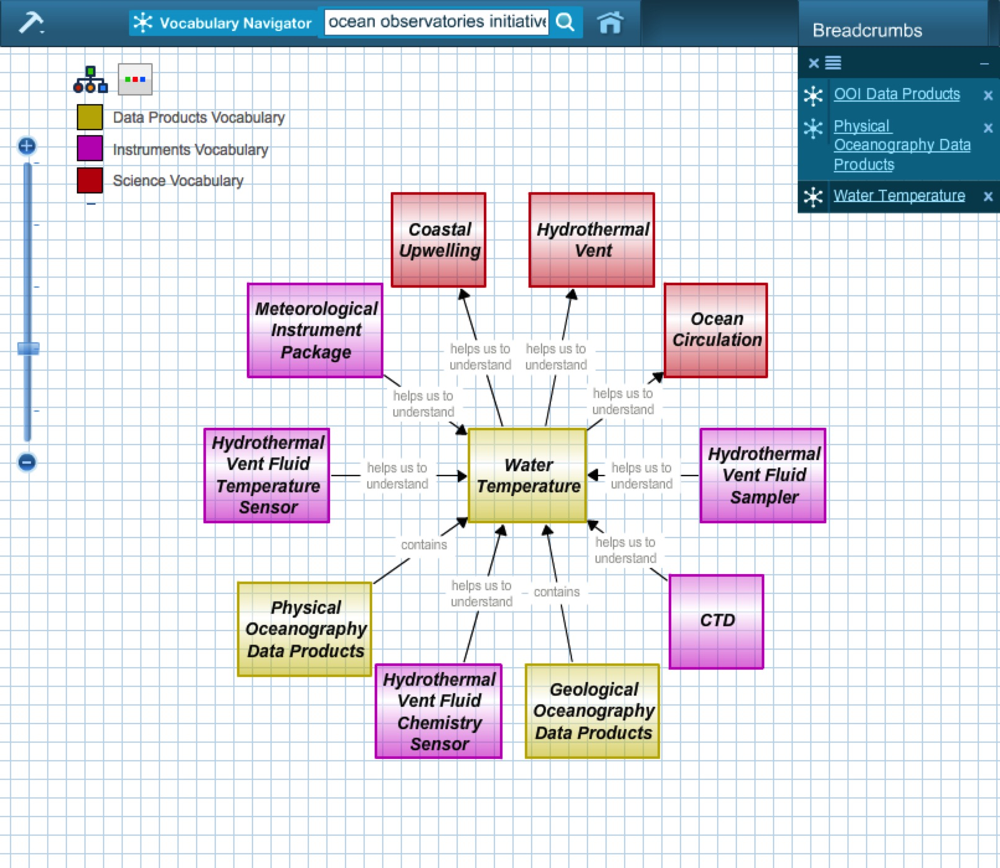 Vocabulary Navigator
ocean observatories initiative
Breadcrumbs
OOI Data Products
Physical
Oceanography Data
Products
Water Temperature
Data Products Vocabulary
Instruments Vocabulary
Science Vocabulary
Coastal
Upwelling
Hydrothermal
Vent
Meteorological
Instrument
Package
Ocean
Circulation
helps us to
understand
helps us to
understand
helps us to
understand
helps us to
understand
Hydrothermal
Vent Fluid
Temperature
Sensor
helps us to
understand
Water
Temperature
helps us to
understand
Hydrothermal
Vent Fluid
Sampler
contains
helps us to
understand
helps us to
understand
contains
Physical
Oceanography
Data Products
CTD
Hydrothermal
Vent Fluid
Chemistry
Sensor
Geological
Oceanography
Data Products